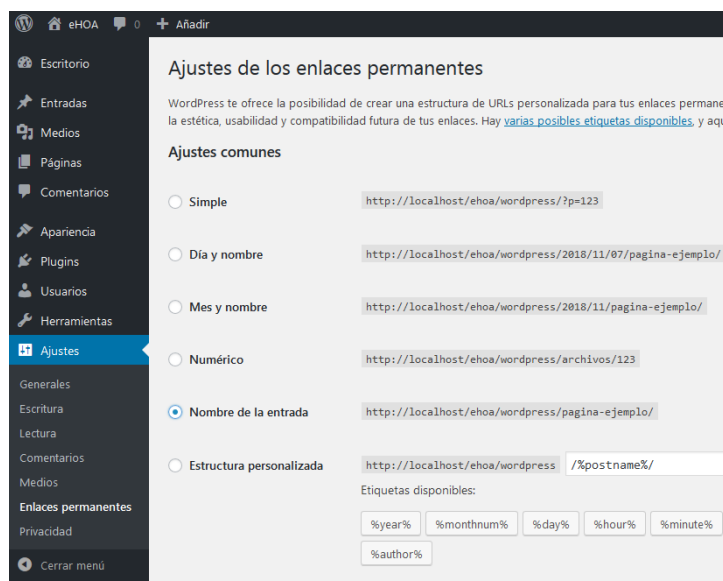 eHOA 0 Añadir
Escritorio
Entradas
Medios
Páginas
Comentarios
Apariencia
Plugins
Usuarios
Herramientas
Ajustes
Generales
Escritura
Lectura
Comentarios
Medios
Enlaces permanentes
Privacidad
Cerrar menú
Ajustes de los enlaces permanentes
WordPress te ofrece la posibilidad de crear una estructura de URLs personalizada para tus enlaces permane
la estética, usabilidad y compatibilidad futura de tus enlaces. Hay varias posibles etiquetas disponibles, y aqu
Ajustes comunes
Simple http://localhost/ehoa/wordpress/?p=123
Día y nombre http://localhost/ehoa/wordpress/2018/11/07/pagina-ejemplo/
Mes y nombre http://localhost/ehoa/wordpress/2018/11/pagina-ejemplo/
Numérico http://localhost/ehoa/wordpress/archivos/123
Nombre de la entrada http://localhost/ehoa/wordpress/pagina-ejemplo/
Estructura personalizada http://localhost/ehoa/wordpress /%postname%/
Etiquetas disponibles:
%year% %monthnum% %day% %hour% %minute%
%author%